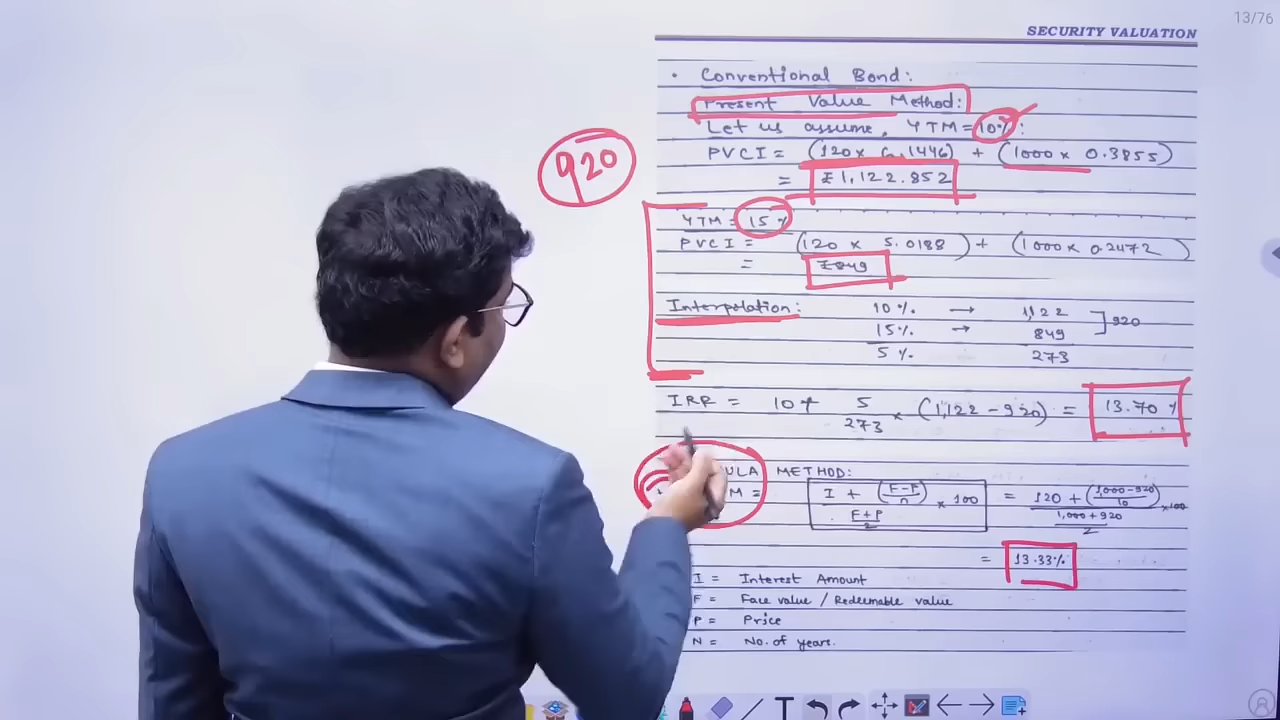 13/76
SECURITY VALUATION
• Conventional Bond:
Present Value Method:
Let us assume, YTM = 10%:
PVCI = (120 x 6.1446) + (1000 x 0.3855)
= ₹1,122.852
920
YTM = 15%
PVCI = (120 x 5.0188) + (1000 x 0.2472)
= ₹849
Interpolation: 10% → 1,122
15% → 849 ] 920
5% 273
IRR = 10 + 5/273 x (1,122 - 920) = 13.70%
ULA METHOD:
M = I + (F-P)/n / F+P/2 x 100 = 120 + (1,000-920)/10 / 1,000+920/2 x 100
= 13.33%
I = Interest Amount
F = Face value / Redeemable value
P = Price
N = No. of years.
T